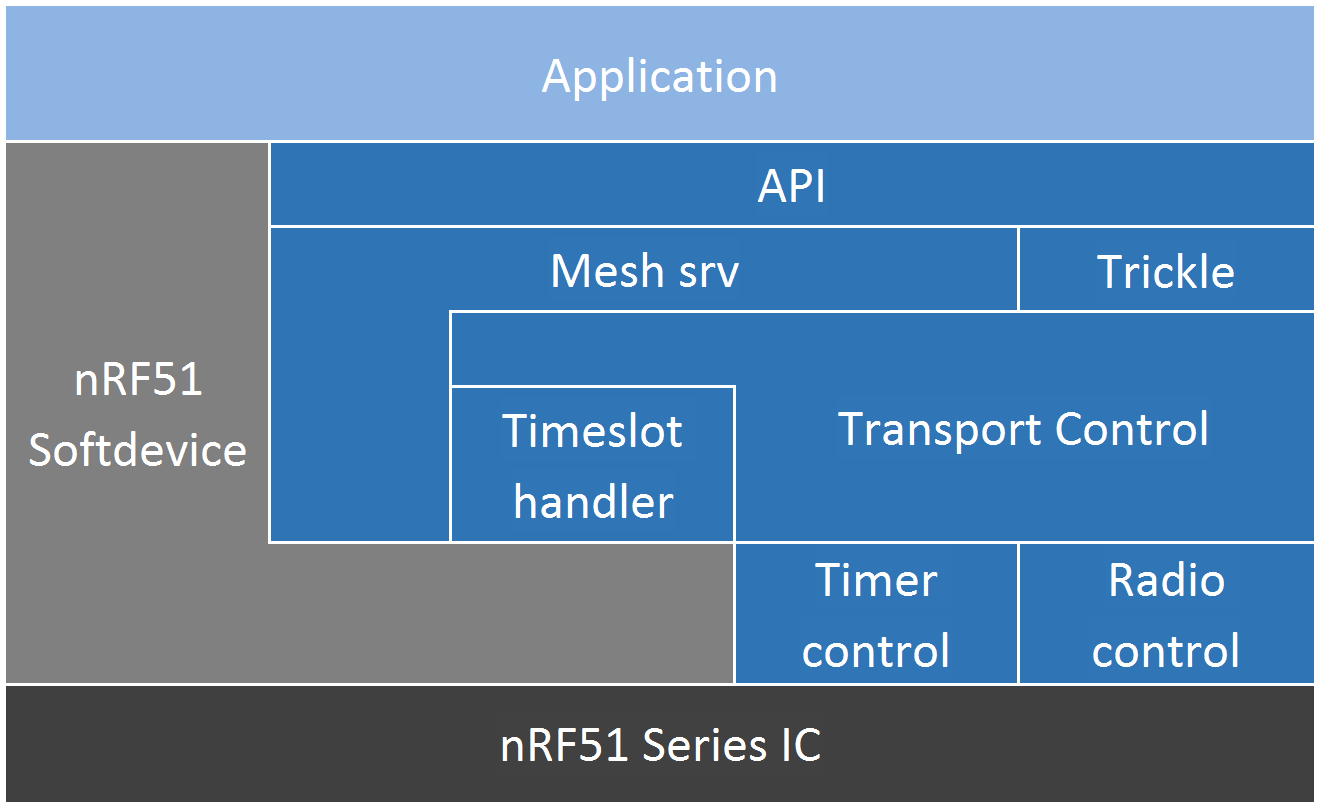 Application
API
Mesh srv
Trickle
nRF51
Softdevice
Timeslot
handler
Transport Control
Timer
control
Radio
control
nRF51 Series IC